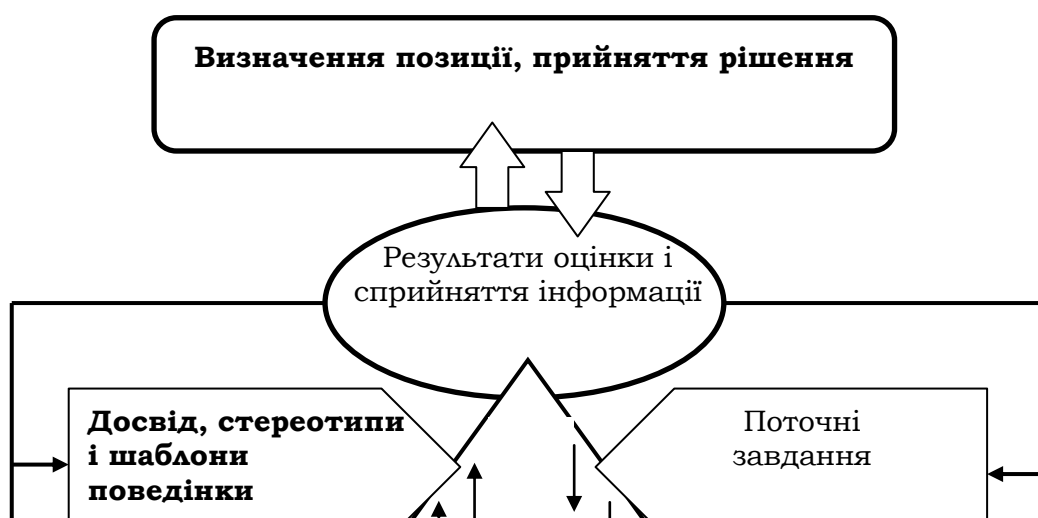 Визначення позиції, прийняття рішення
Результати оцінки і
сприйняття інформації
Досвід, стереотипи
і шаблони
поведінки
Поточні
завдання